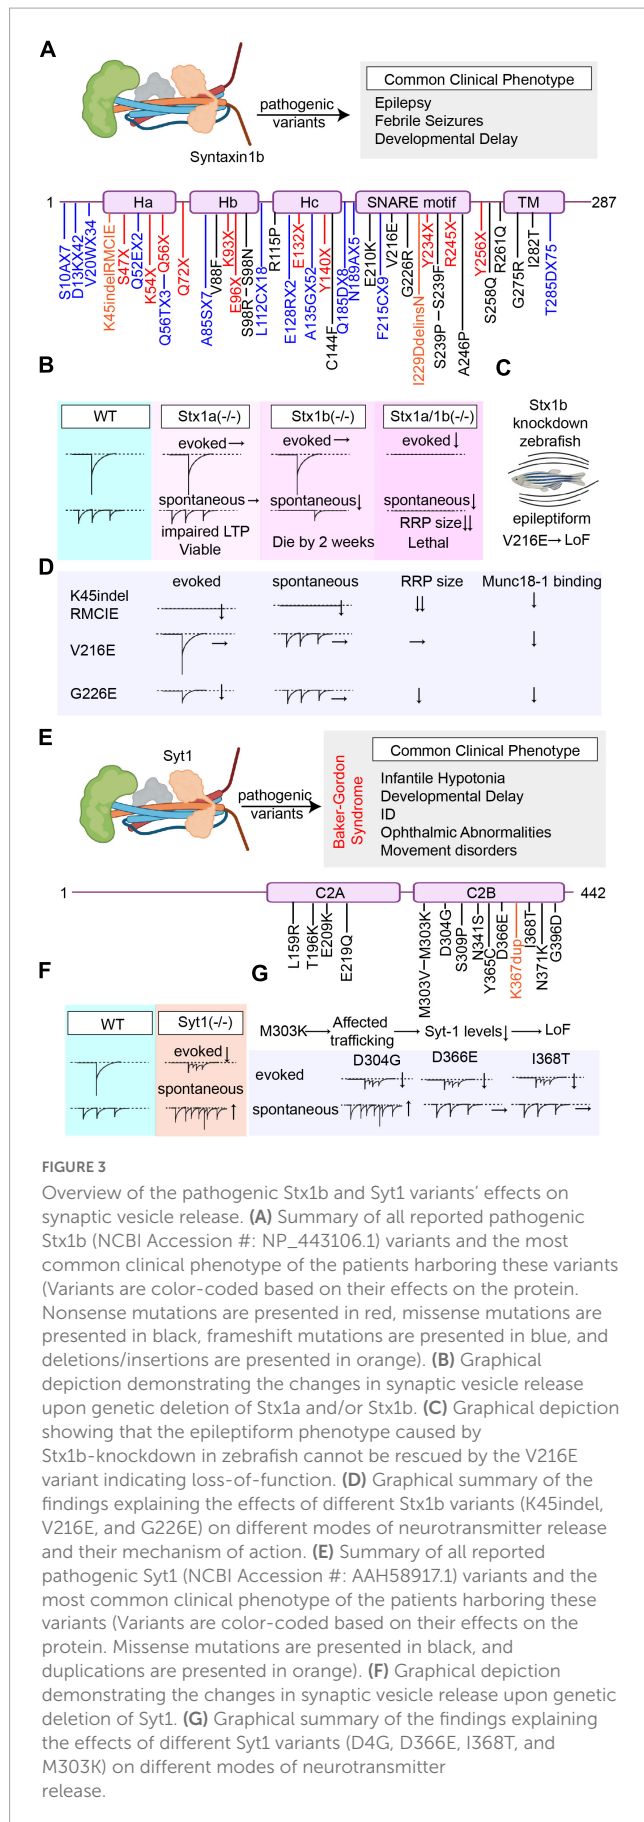 A
Syntaxin1b
pathogenic
variants
Common Clinical Phenotype
Epilepsy
Febrile Seizures
Developmental Delay
1
Ha
Hb
Hc
SNARE motif
TM
287
S10AX7
D13KX42
V20WX34
K45indelRMCIE
S47X
Q52EX2
K54X
Q56X
Q56TX3
Q72X
A85SX7
V88F
K93X
E96X
S98R S98N
L112CX18
R115P
E128RX2
E132X
A135GX52
Y140X
C144F
Q185DX8
N189AX5
E210K
F215CX9
V216E
G226R
I229DdelinsN
Y234X
S239P S239F
R245X
A246P
Y256X
S258Q
R261Q
G275R
I282T
T285DX75
B
WT
Stx1a(-/-)
Stx1b(-/-)
Stx1a/1b(-/-)
evoked→
evoked →
evoked↓
spontaneous→
spontaneous↓
spontaneous↓
impaired LTP
Viable
Die by 2 weeks
RRP size↓↓
Lethal
C
Stx1b
knockdown
zebrafish
epileptiform
V216E→ LoF
D
evoked
spontaneous
RRP size
Munc18-1 binding
K45indel
RMCIE
↓
↓
↓↓
↓
V216E
→
→
→
↓
G226E
↓
→
↓
↓
E
Syt1
pathogenic
variants
Baker-Gordon
Syndrome
Common Clinical Phenotype
Infantile Hypotonia
Developmental Delay
ID
Ophthalmic Abnormalities
Movement disorders
1
C2A
C2B
442
L159R
T196K
E209K
E219Q
M303V M303K
D304G
S309P
N341S
Y365C
D366E
K367dup
I368T
N371K
G396D
F
WT
Syt1(-/-)
evoked↓
spontaneous
↑
G
M303K → Affected
trafficking → Syt-1 levels↓ → LoF
D304G
D366E
I368T
evoked
↓
↓
↓
spontaneous
↑
→
→
FIGURE 3
Overview of the pathogenic Stx1b and Syt1 variants’ effects on
synaptic vesicle release. (A) Summary of all reported pathogenic
Stx1b (NCBI Accession #: NP_443106.1) variants and the most
common clinical phenotype of the patients harboring these variants
(Variants are color-coded based on their effects on the protein.
Nonsense mutations are presented in red, missense mutations are
presented in black, frameshift mutations are presented in blue, and
deletions/insertions are presented in orange). (B) Graphical
depiction demonstrating the changes in synaptic vesicle release
upon genetic deletion of Stx1a and/or Stx1b. (C) Graphical depiction
showing that the epileptiform phenotype caused by
Stx1b-knockdown in zebrafish cannot be rescued by the V216E
variant indicating loss-of-function. (D) Graphical summary of the
findings explaining the effects of different Stx1b variants (K45indel,
V216E, and G226E) on different modes of neurotransmitter release
and their mechanism of action. (E) Summary of all reported
pathogenic Syt1 (NCBI Accession #: AAH58917.1) variants and the
most common clinical phenotype of the patients harboring these
variants (Variants are color-coded based on their effects on the
protein. Missense mutations are presented in black, and
duplications are presented in orange). (F) Graphical depiction
demonstrating the changes in synaptic vesicle release upon genetic
deletion of Syt1. (G) Graphical summary of the findings explaining
the effects of different Syt1 variants (D4G, D366E, I368T, and
M303K) on different modes of neurotransmitter
release.